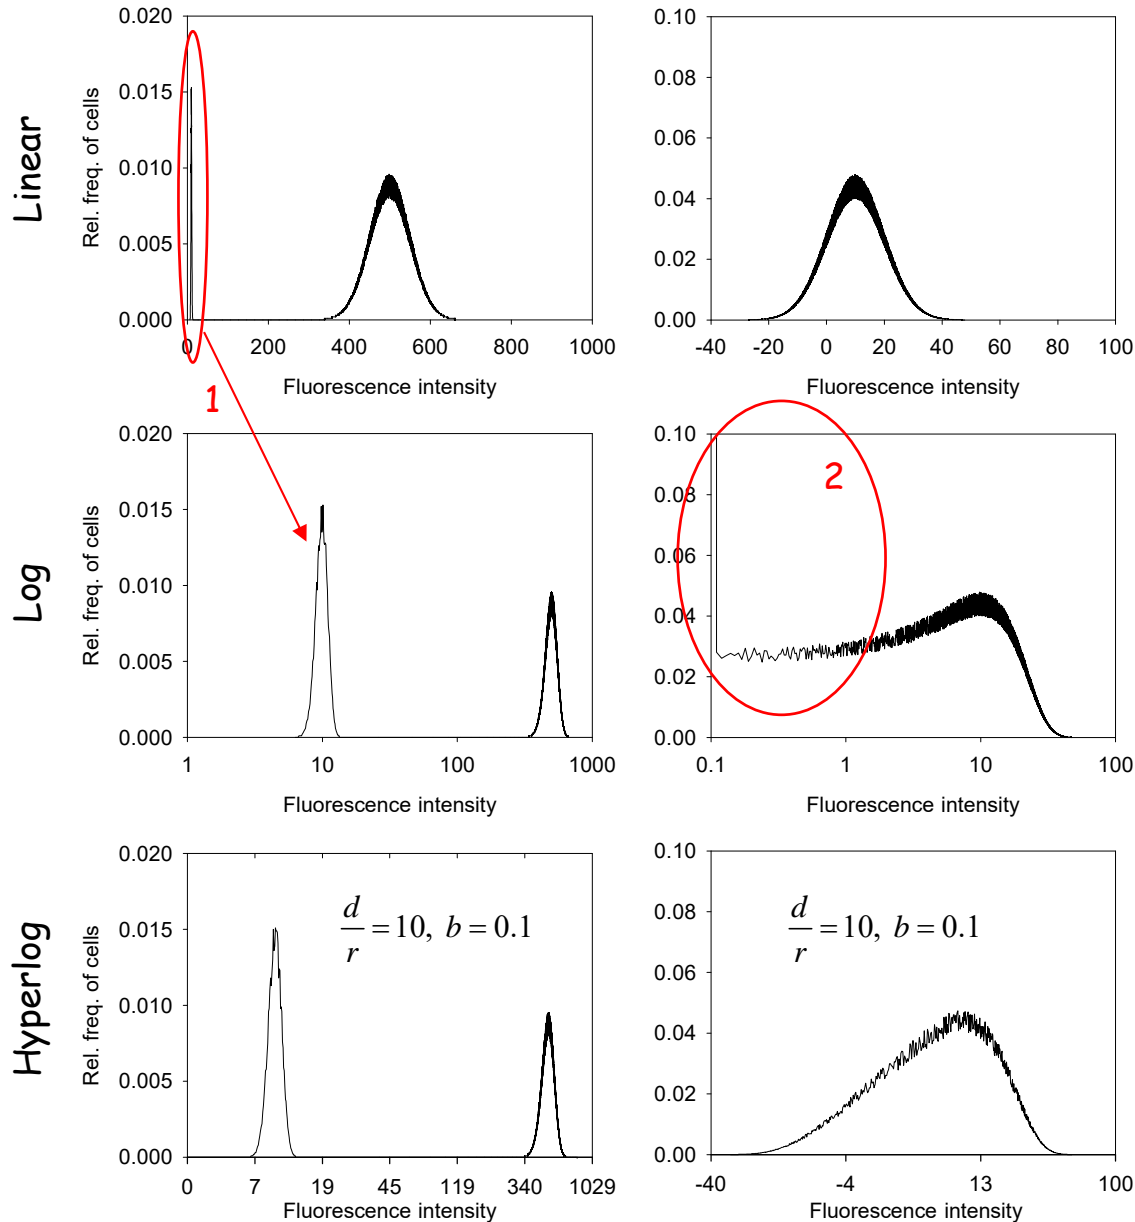 Linear
Rel. freq. of cells
0.020
0.015
0.010
0.005
0.000
0 200 400 600 800 1000
Fluorescence intensity
1
0.10
0.08
0.06
0.04
0.02
0.00
-40 -20 0 20 40 60 80 100
Fluorescence intensity
Log
Rel. freq. of cells
0.020
0.015
0.010
0.005
0.000
1 10 100 1000
Fluorescence intensity
2
0.10
0.08
0.06
0.04
0.02
0.00
0.1 1 10 100
Fluorescence intensity
Hyperlog
Rel. freq. of cells
0.020
0.015
0.010
0.005
0.000
d/r = 10, b = 0.1
0 7 19 45 119 340 1029
Fluorescence intensity
0.10
0.08
0.06
0.04
0.02
0.00
d/r = 10, b = 0.1
-40 -4 13 100
Fluorescence intensity